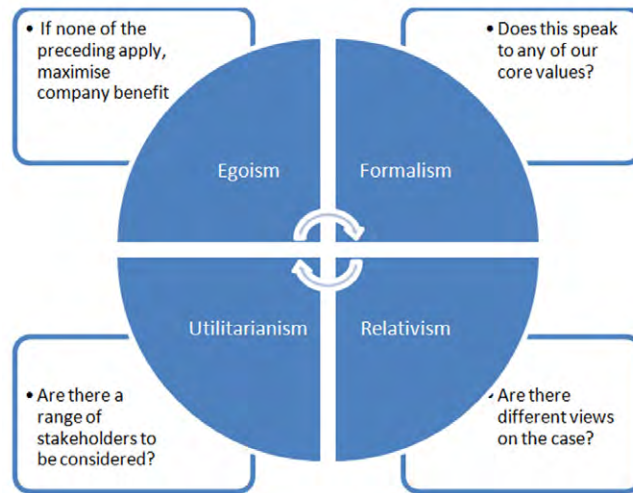 • If none of the
preceding apply,
maximise
company benefit
• Does this speak
to any of our
core values?
Egoism
Formalism
Utilitarianism
Relativism
• Are there a
range of
stakeholders to
be considered?
• Are there
different views
on the case?